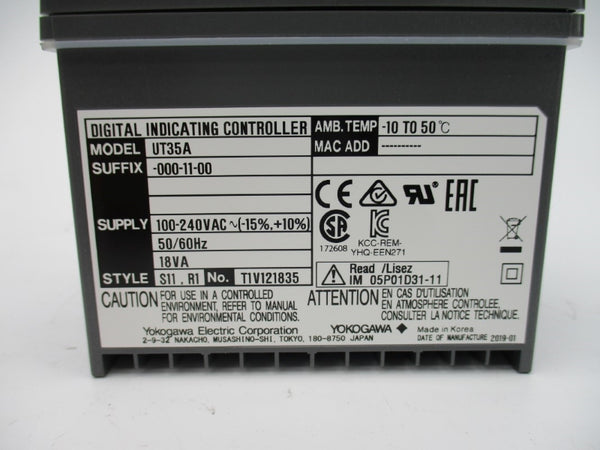 DIGITAL INDICATING CONTROLLER
MODEL UT35A
SUFFIX -000-11-00
SUPPLY 100-240VAC ~(-15%,+10%)
50/60Hz
18VA
STYLE S11 . R1 No. T1V121835
AMB.TEMP -10 TO 50℃
MAC ADD ----------
CE EAC
172608
KCC-REM-
YHQ-EEN271
Read /Lisez
IM 05P01D31-11
CAUTION FOR USE IN A CONTROLLED
ENVIRONMENT, REFER TO MANUAL
FOR ENVIRONMENTAL CONDITIONS.
ATTENTION EN CAS D'UTILISATION
EN ATMOSPHERE CONTROLEE,
CONSULTER LA NOTICE TECHNIQUE.
Yokogawa Electric Corporation
2-9-32 NAKACHO, MUSASHINO-SHI, TOKYO, 180-8750 JAPAN
YOKOGAWA
Made in Korea
DATE OF MANUFACTURE 2019-01